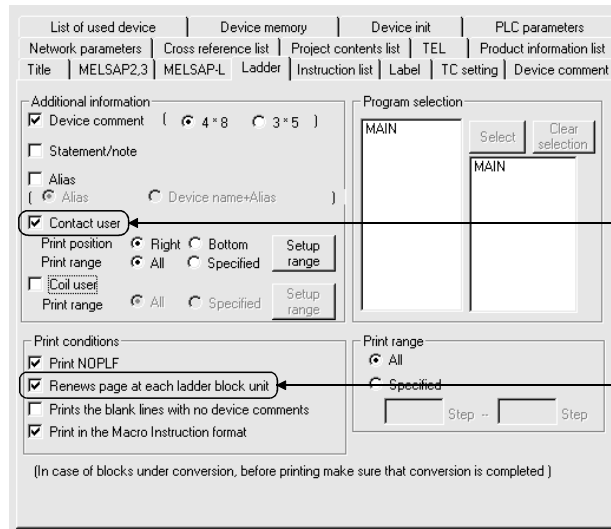 List of used device Device memory Device init PLC parameters
Network parameters Cross reference list Project contents list TEL Product information list
Title MELSAP2,3 MELSAP-L Ladder Instruction list Label TC setting Device comment
Additional information
Device comment ( 4*8 3*5 )
Statement/note
Alias
( Alias Device name+Alias )
Contact user
Print position Right Bottom
Print range All Specified
Setup range
Coil user
Print range All Specified
Setup range
Program selection
MAIN
Select
Clear selection
MAIN
Print conditions
Print NOPLF
Renews page at each ladder block unit
Prints the blank lines with no device comments
Print in the Macro Instruction format
Print range
All
Specified
Step -- Step
(In case of blocks under conversion, before printing make sure that conversion is completed )